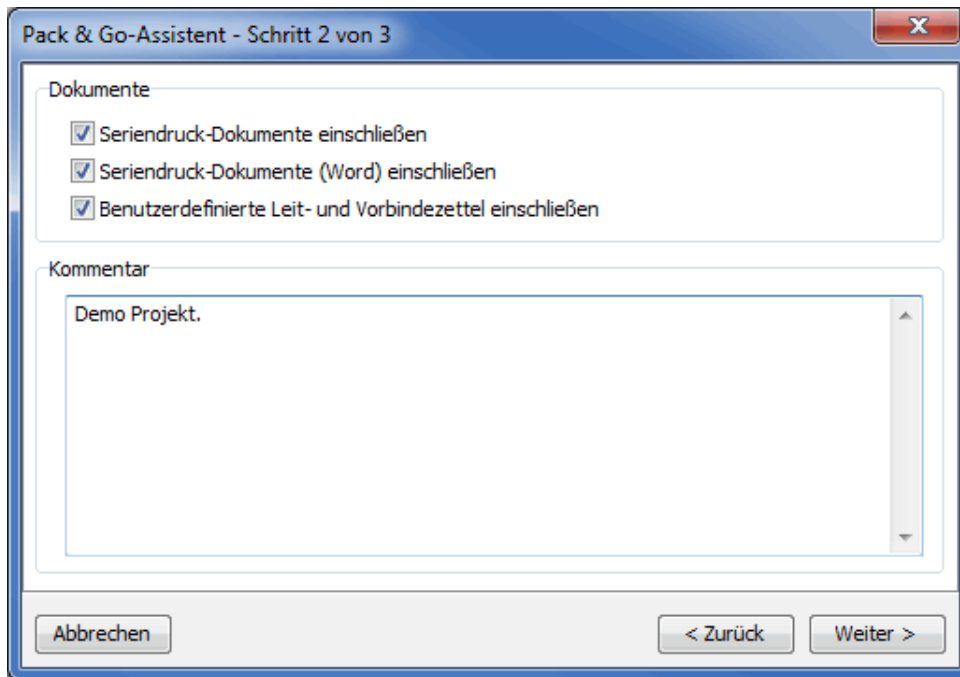 Pack & Go-Assistent - Schritt 2 von 3
Dokumente
Seriendruck-Dokumente einschließen
Seriendruck-Dokumente (Word) einschließen
Benutzerdefinierte Leit- und Vorbindezettel einschließen
Kommentar
Demo Projekt.
Abbrechen
< Zurück
Weiter >